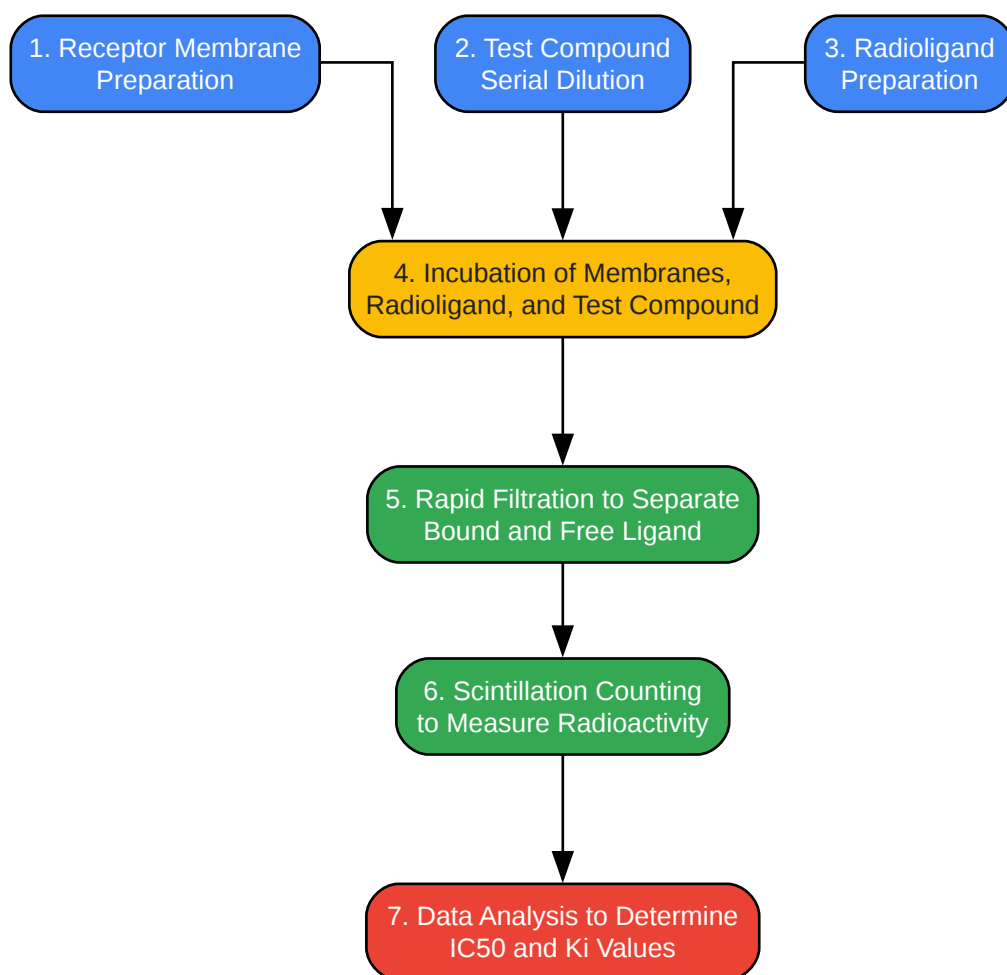 1. Receptor Membrane
Preparation
2. Test Compound
Serial Dilution
3. Radioligand
Preparation
4. Incubation of Membranes,
Radioligand, and Test Compound
5. Rapid Filtration to Separate
Bound and Free Ligand
6. Scintillation Counting
to Measure Radioactivity
7. Data Analysis to Determine
IC50 and Ki Values